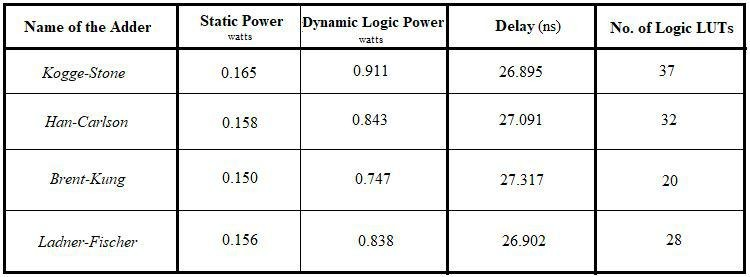 Name of the Adder Static Power watts Dynamic Logic Power watts Delay (ns) No. of Logic LUTs
Kogge-Stone 0.165 0.911 26.895 37
Han-Carlson 0.158 0.843 27.091 32
Brent-Kung 0.150 0.747 27.317 20
Ladner-Fischer 0.156 0.838 26.902 28